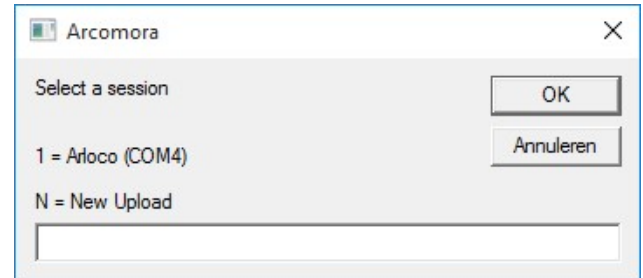 Arcomora
Select a session
OK
Annuleren
1 = Arloco (COM4)
N = New Upload